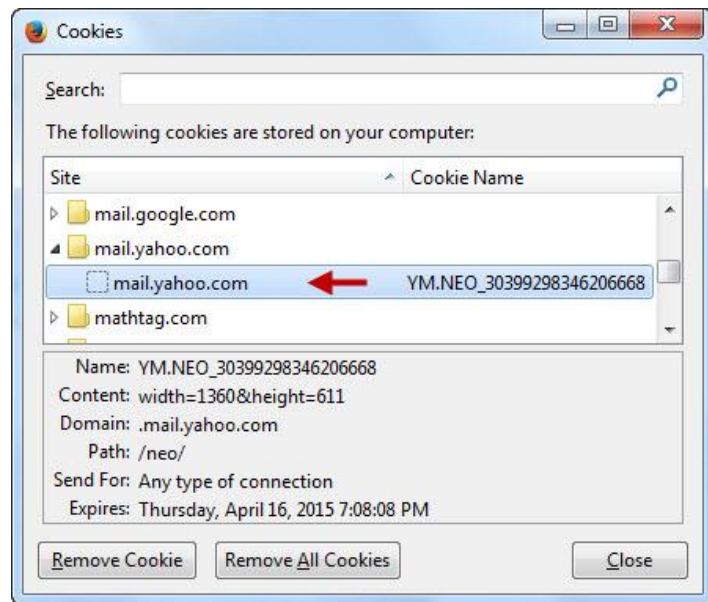 Cookies
Search:
The following cookies are stored on your computer:
Site Cookie Name
mail.google.com
mail.yahoo.com
mail.yahoo.com YM.NEO_30399298346206668
mathtag.com
Name: YM.NEO_30399298346206668
Content: width=1360&height=611
Domain: .mail.yahoo.com
Path: /neo/
Send For: Any type of connection
Expires: Thursday, April 16, 2015 7:08:08 PM
Remove Cookie Remove All Cookies Close